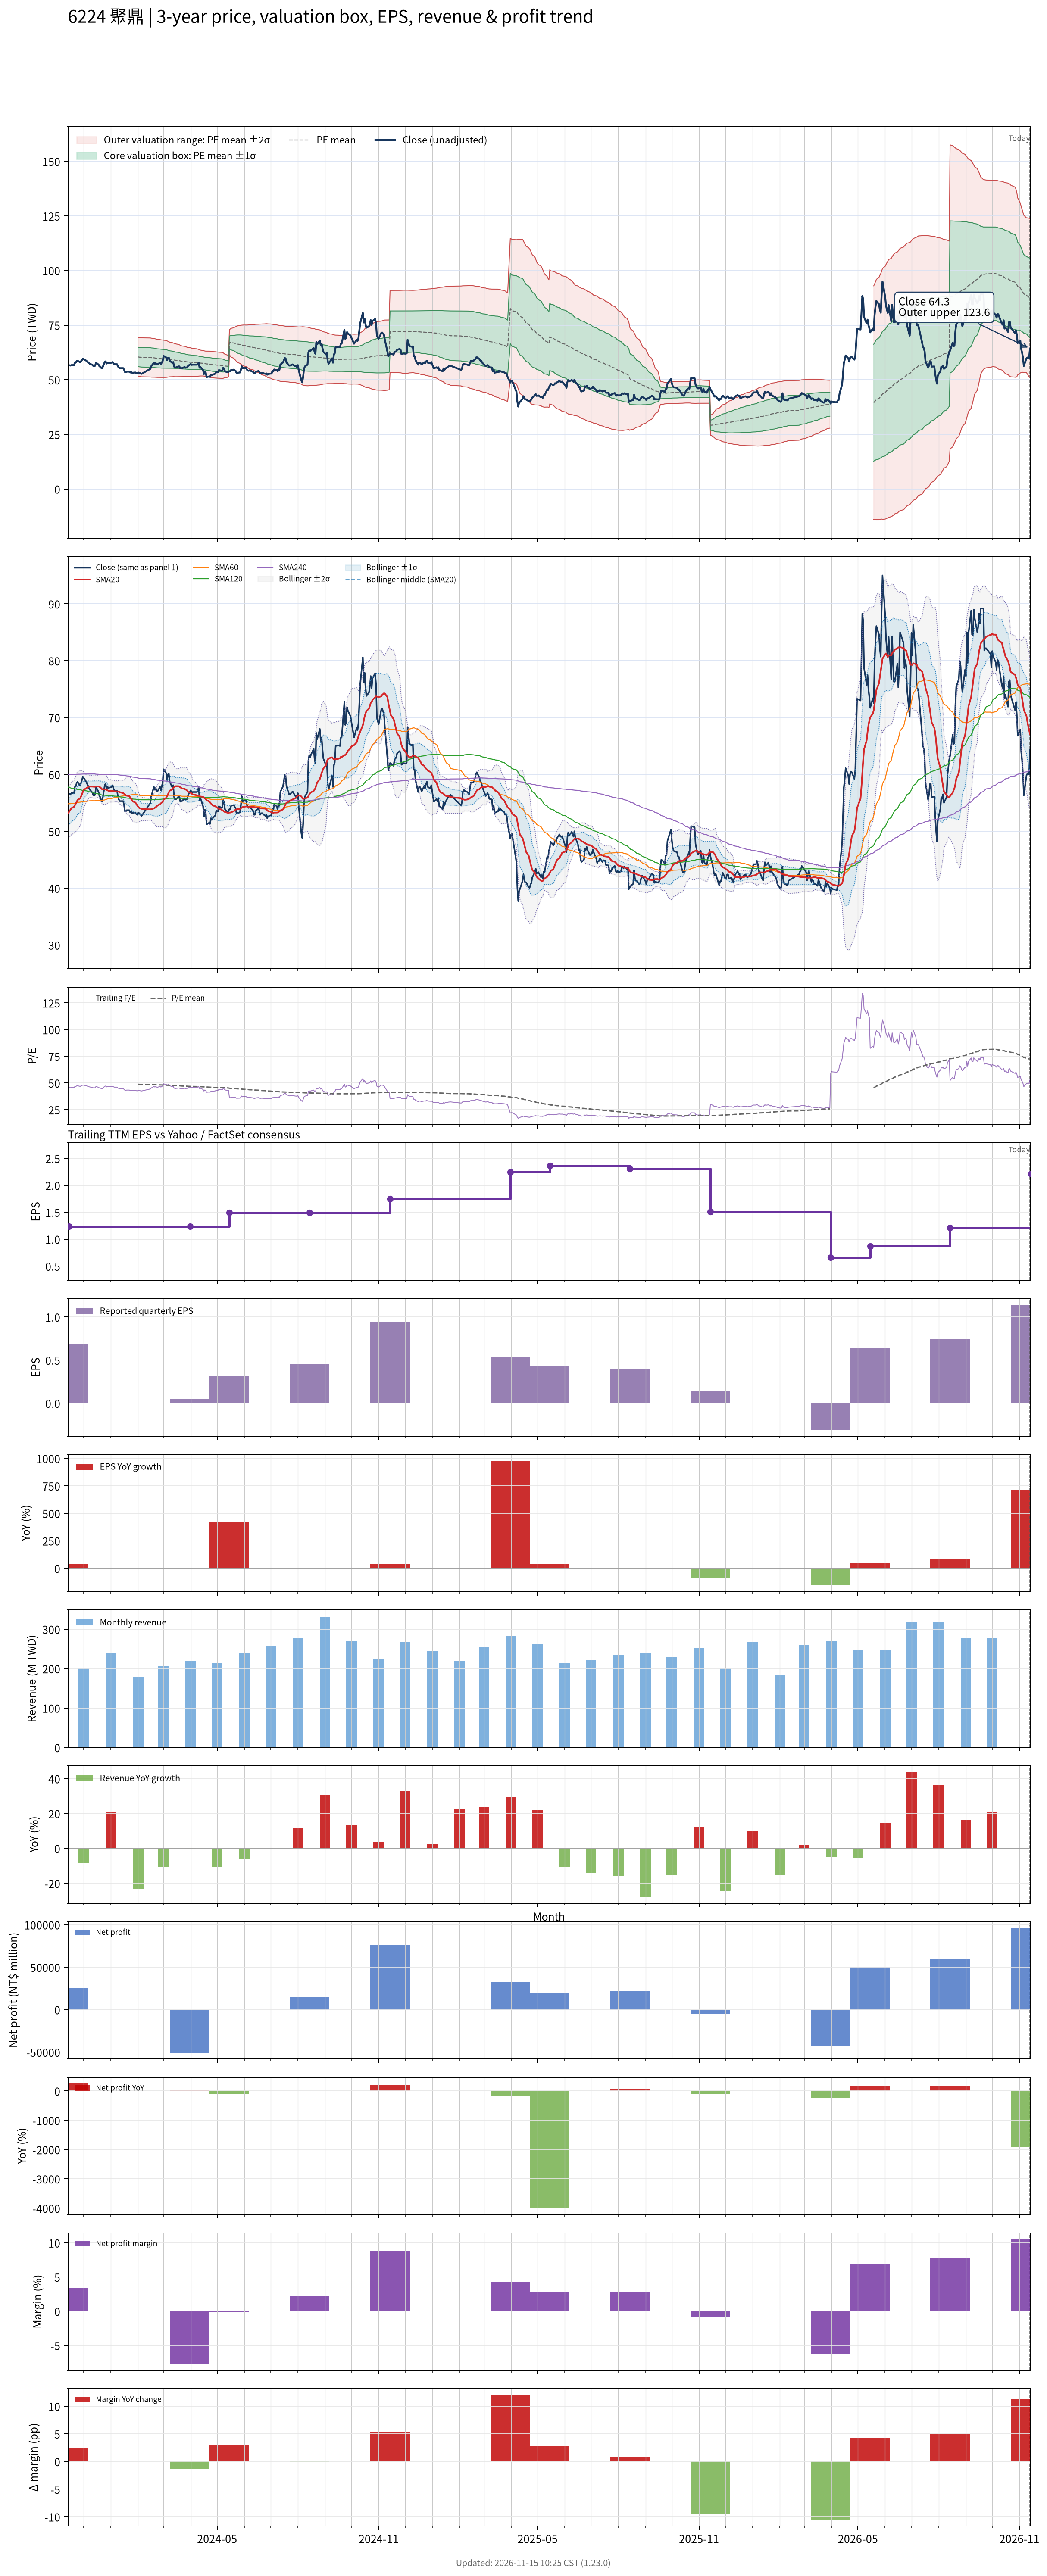 6224 聚鼎 | 3-year price, valuation box, EPS, revenue & profit trend
Outer valuation range: PE mean ±2σ
PE mean
Close (unadjusted)
Core valuation box: PE mean ±1σ
Today
150
125
100
75
50
25
0
Price (TWD)
Close 64.3
Outer upper 123.6
Close (same as panel 1)
SMA20
SMA60
SMA120
SMA240
Bollinger ±2σ
Bollinger ±1σ
Bollinger middle (SMA20)
90
80
70
60
50
40
30
Price
Trailing P/E
P/E mean
125
100
75
50
25
P/E
Trailing TTM EPS vs Yahoo / FactSet consensus
Today
2.5
2.0
1.5
1.0
0.5
EPS
Reported quarterly EPS
1.0
0.5
0.0
EPS
EPS YoY growth
1000
750
500
250
0
YoY (%)
Monthly revenue
300
200
100
0
Revenue (M TWD)
Revenue YoY growth
40
20
0
-20
YoY (%)
Month
Net profit
100000
50000
0
-50000
Net profit (NT$ million)
Net profit YoY
0
-1000
-2000
-3000
-4000
YoY (%)
Net profit margin
10
5
0
-5
Margin (%)
Margin YoY change
10
5
0
-5
-10
Δ margin (pp)
2024-05
2024-11
2025-05
2025-11
2026-05
2026-11
Updated: 2026-11-15 10:25 CST (1.23.0)